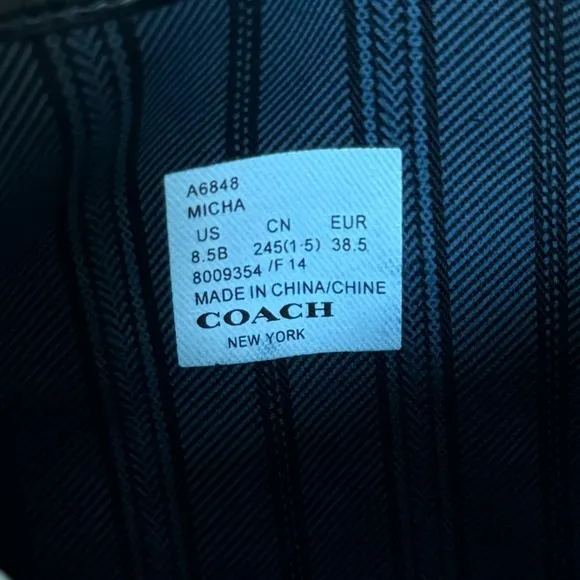 A6848
MICHA
US CN EUR
8.5B 245(1·5) 38.5
8009354 /F 14
MADE IN CHINA/CHINE
COACH
NEW YORK